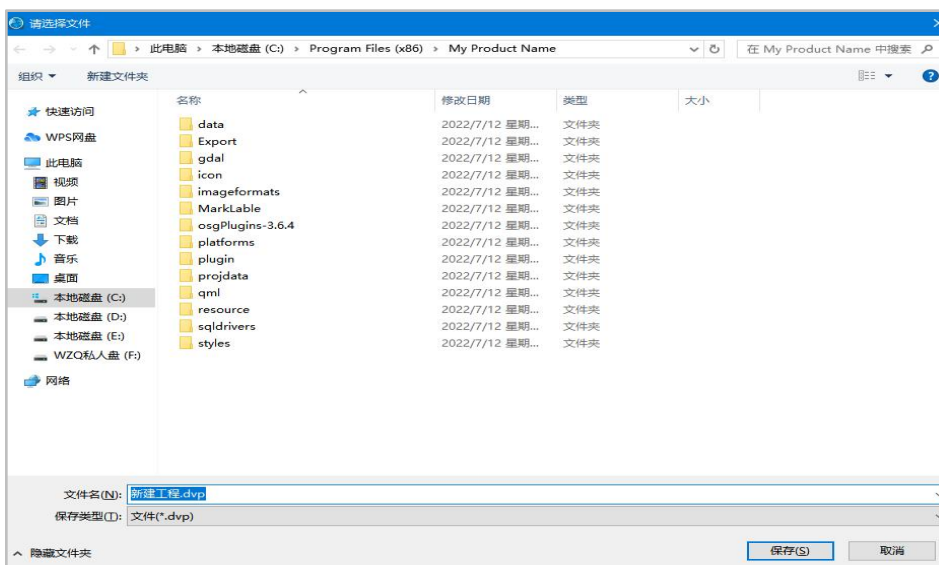 请选择文件
此电脑 › 本地磁盘 (C:) › Program Files (x86) › My Product Name
在 My Product Name 中搜索
组织 新建文件夹
名称 修改日期 类型 大小
快速访问
WPS网盘
此电脑
视频
图片
文档
下载
音乐
桌面
本地磁盘 (C:)
本地磁盘 (D:)
本地磁盘 (E:)
WZQ私人盘 (F:)
网络
data 2022/7/12 星期... 文件夹
Export 2022/7/12 星期... 文件夹
gdal 2022/7/12 星期... 文件夹
icon 2022/7/12 星期... 文件夹
imageformats 2022/7/12 星期... 文件夹
MarkLable 2022/7/12 星期... 文件夹
osgPlugins-3.6.4 2022/7/12 星期... 文件夹
platforms 2022/7/12 星期... 文件夹
plugin 2022/7/12 星期... 文件夹
projdata 2022/7/12 星期... 文件夹
qml 2022/7/12 星期... 文件夹
resource 2022/7/12 星期... 文件夹
sqldrivers 2022/7/12 星期... 文件夹
styles 2022/7/12 星期... 文件夹
文件名(N): 新建工程.dvp
保存类型(T): 文件(*.dvp)
隐藏文件夹
保存(S) 取消